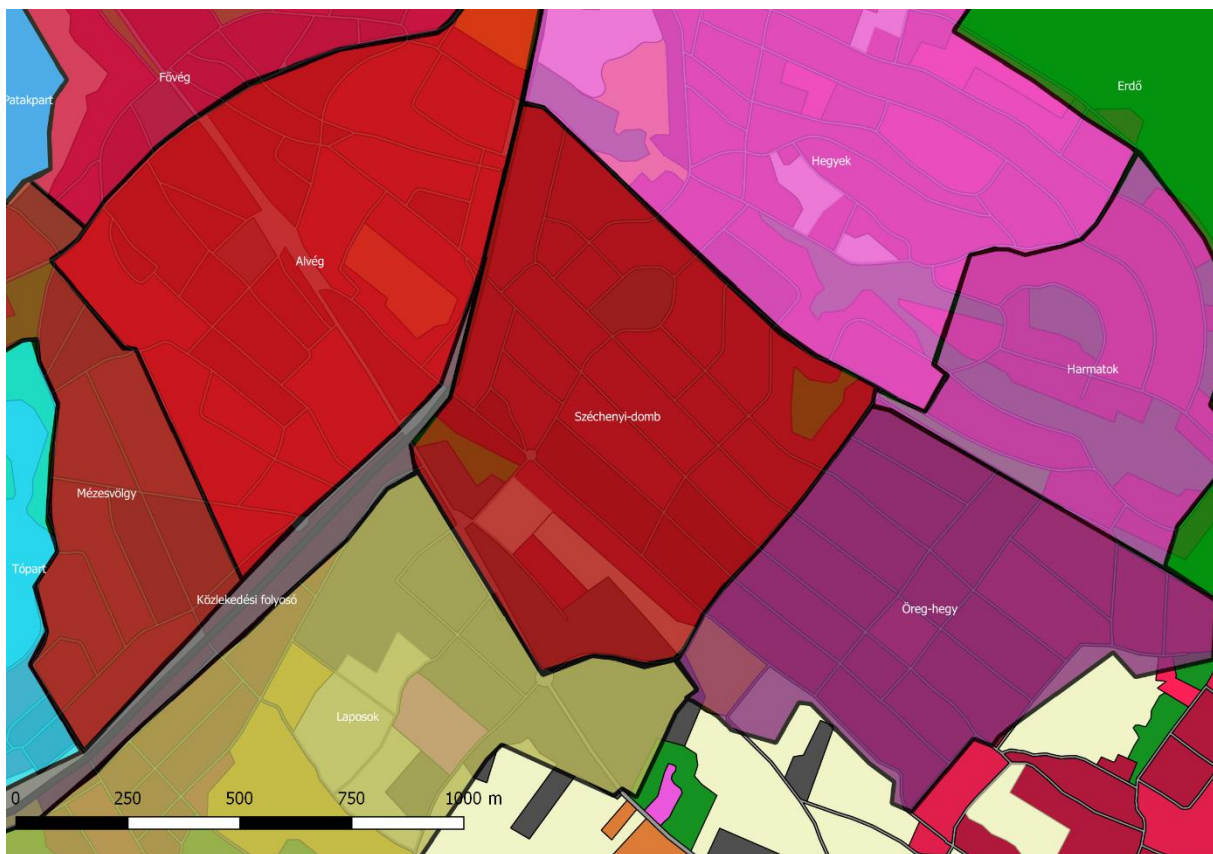 Fővég
Patakpart
Erdő
Hegyek
Alvég
Harmatok
Széchenyi-domb
Mézesvölgy
Tópart
Közlekedési folyosó
Öreg-hegy
Laposok
0 250 500 750 1000 m